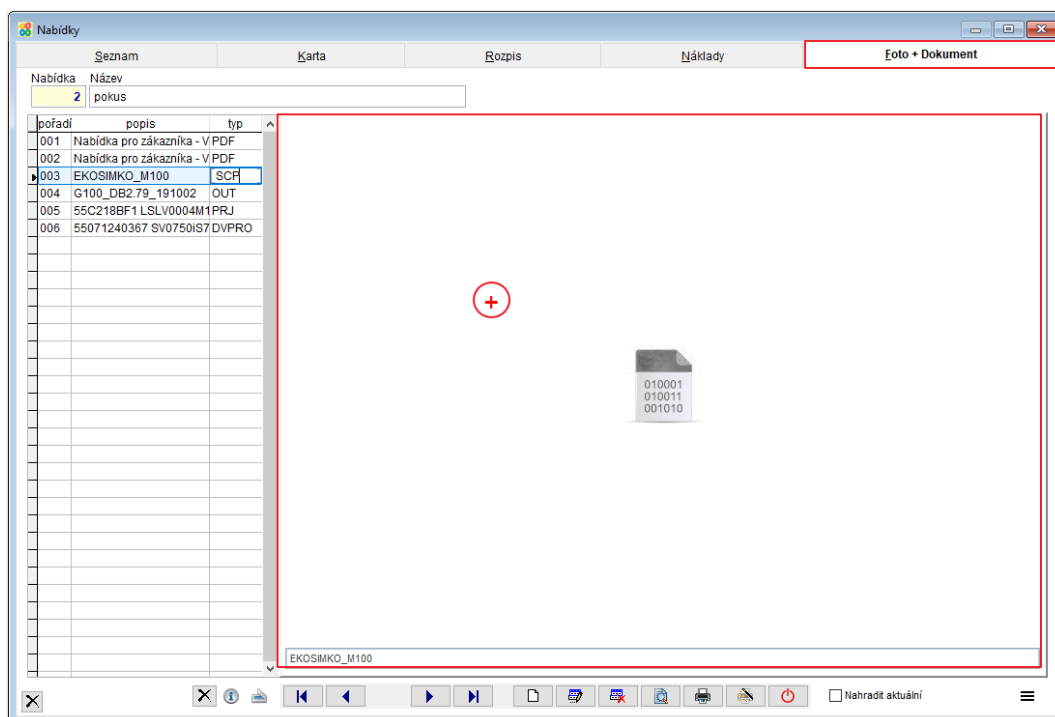 Nabídky
Seznam Karta Rozpis Náklady Foto + Dokument
Nabídka Název
2 pokus
pořadí popis typ
001 Nabídka pro zákazníka - V PDF
002 Nabídka pro zákazníka - V PDF
003 EKOSIMKO_M100 SCP
004 G100_DB2.79_191002 OUT
005 55C218BF1 LSLV0004M1 PRJ
006 55071240367 SV0750iS7 DVPRO
+
010001
010011
001010
EKOSIMKO_M100
Nahradit aktuální